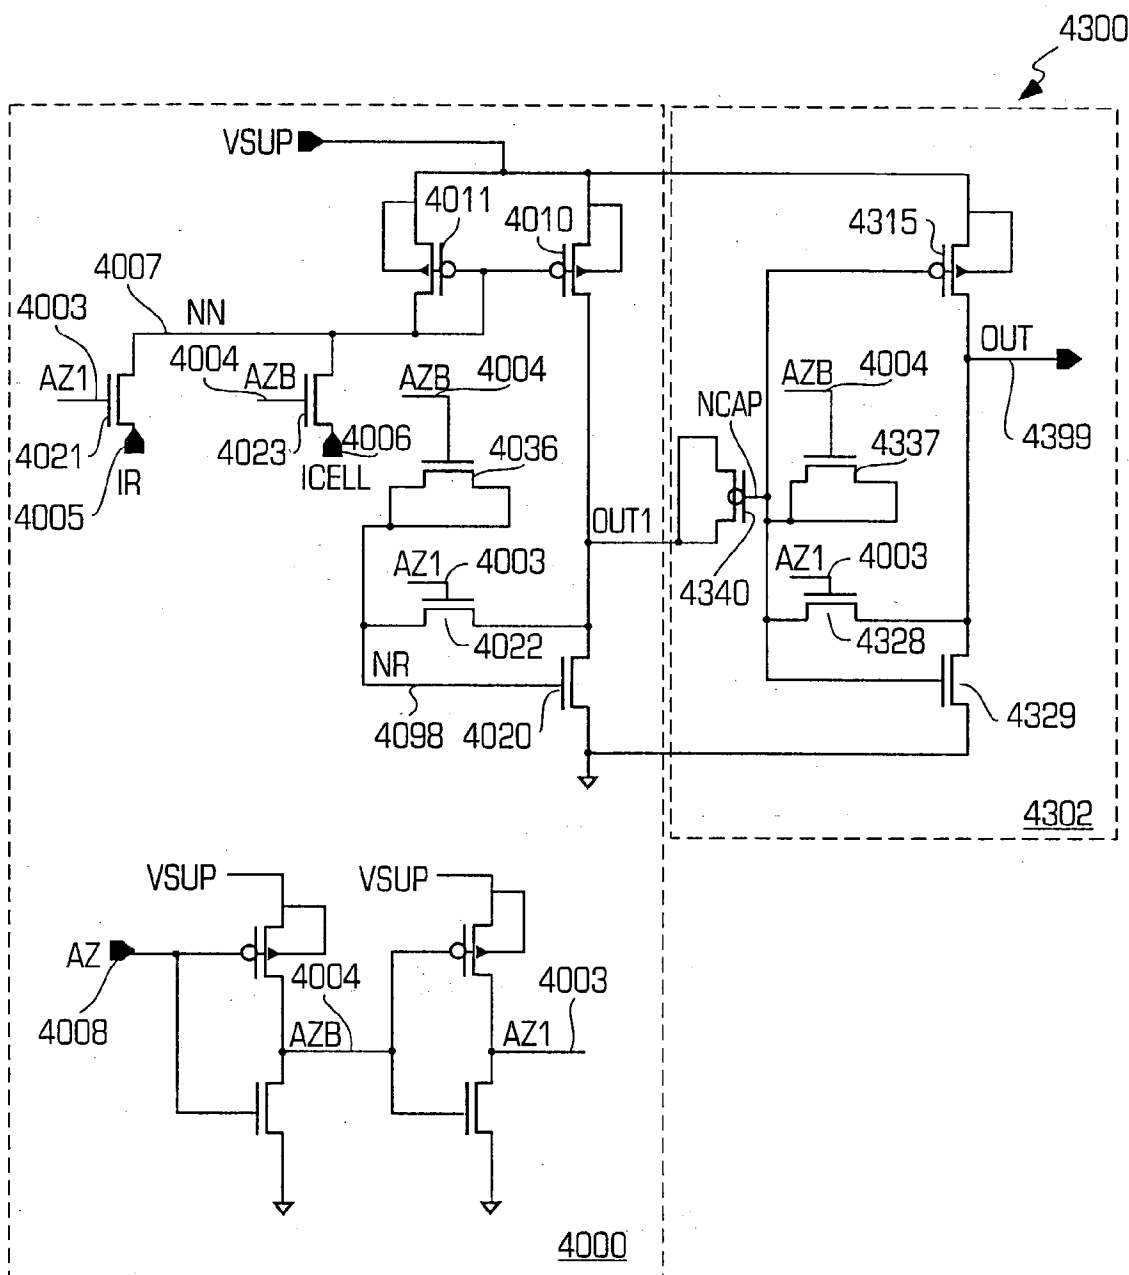 4300
VSUP
4011
4010
4315
4007
4003
NN
AZ1
4004
AZB
AZB
4004
OUT
AZB
4004
NCAP
4021
4023
4006
4036
4337
4399
IR
ICELL
4005
OUT1
AZ1
4003
AZ1
4003
4340
4022
4328
NR
4098
4020
4329
4302
VSUP
VSUP
AZ
4004
4003
4008
AZB
AZ1
4000